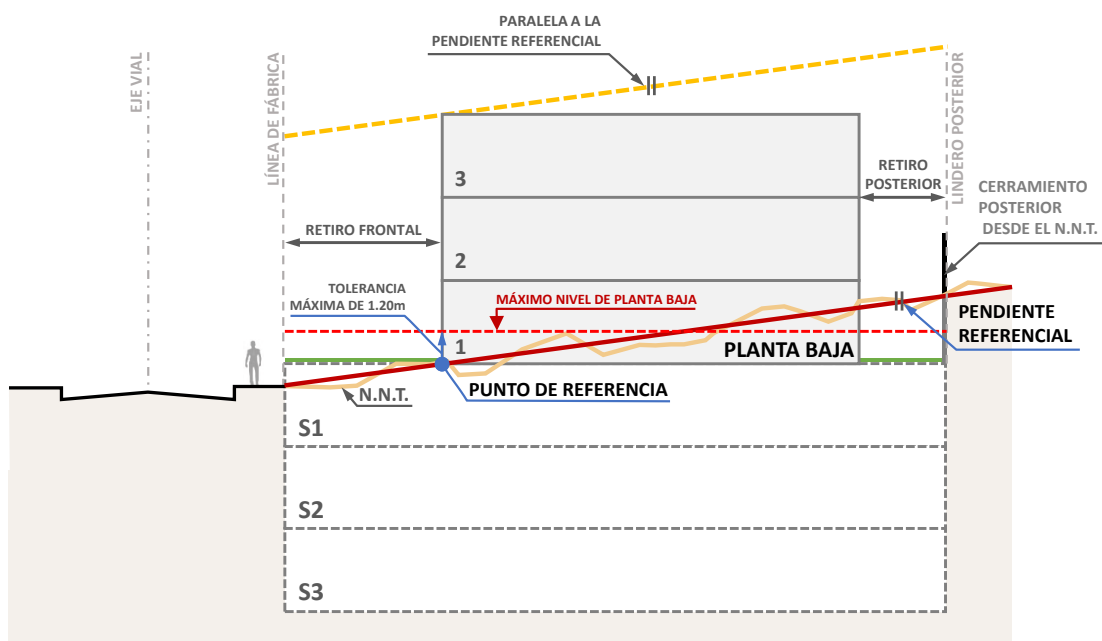 PARALELA A LA
PENDIENTE REFERENCIAL
EJE VIAL
LÍNEA DE FÁBRICA
LINDERO POSTERIOR
3
RETIRO
POSTERIOR
CERRAMIENTO
POSTERIOR
DESDE EL N.N.T.
RETIRO FRONTAL
2
TOLERANCIA
MÁXIMA DE 1.20m
MÁXIMO NIVEL DE PLANTA BAJA
PENDIENTE
REFERENCIAL
1
PLANTA BAJA
PUNTO DE REFERENCIA
N.N.T.
S1
S2
S3